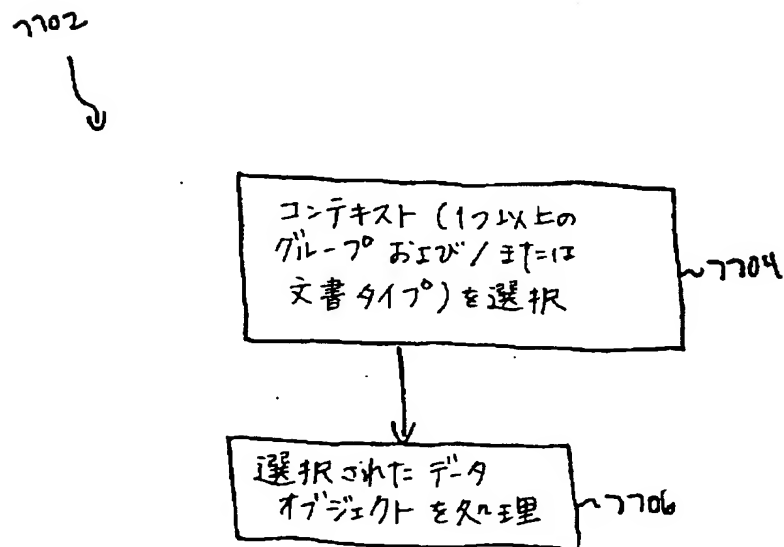 7702
コンテキスト (1つ以上の
グループ および / または
文書タイプ) を選択
7704
選択された データ
オブジェクト を処理
7706